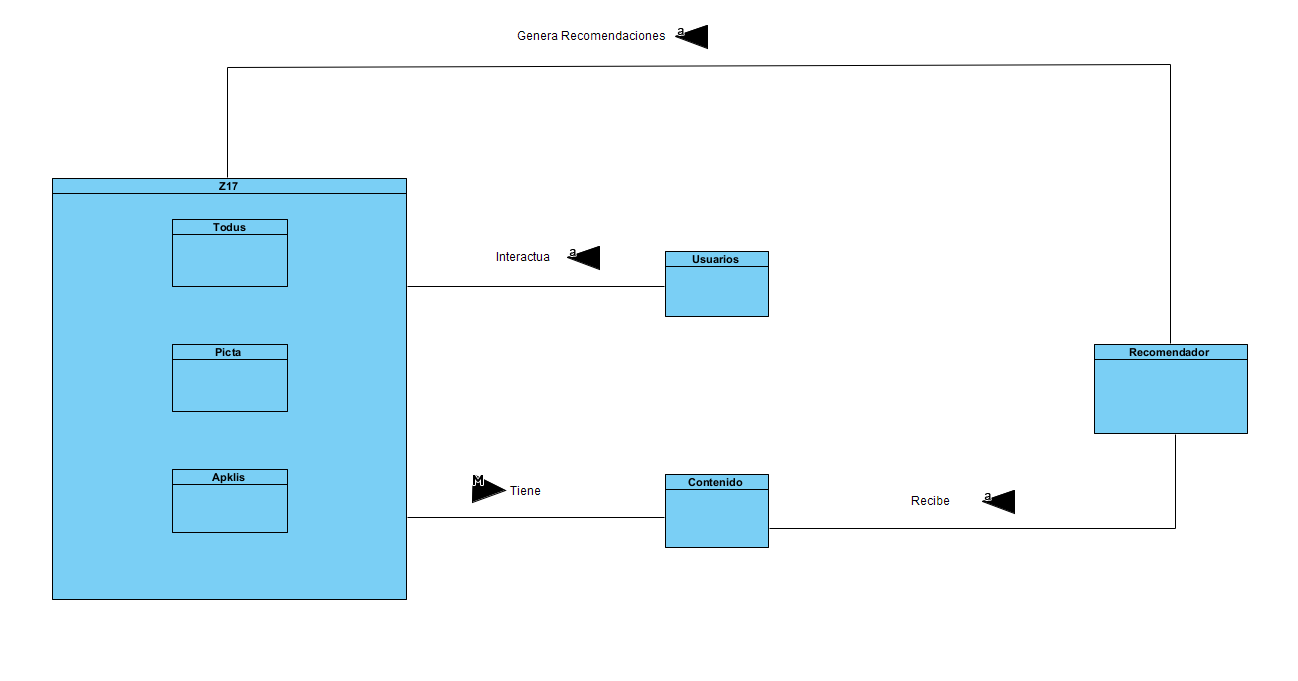 Genera Recomendaciones
a
Z17
Todus
Interactua
a
Usuarios
Picta
Recomendador
Apklis
M
Tiene
Contenido
Recibe
a